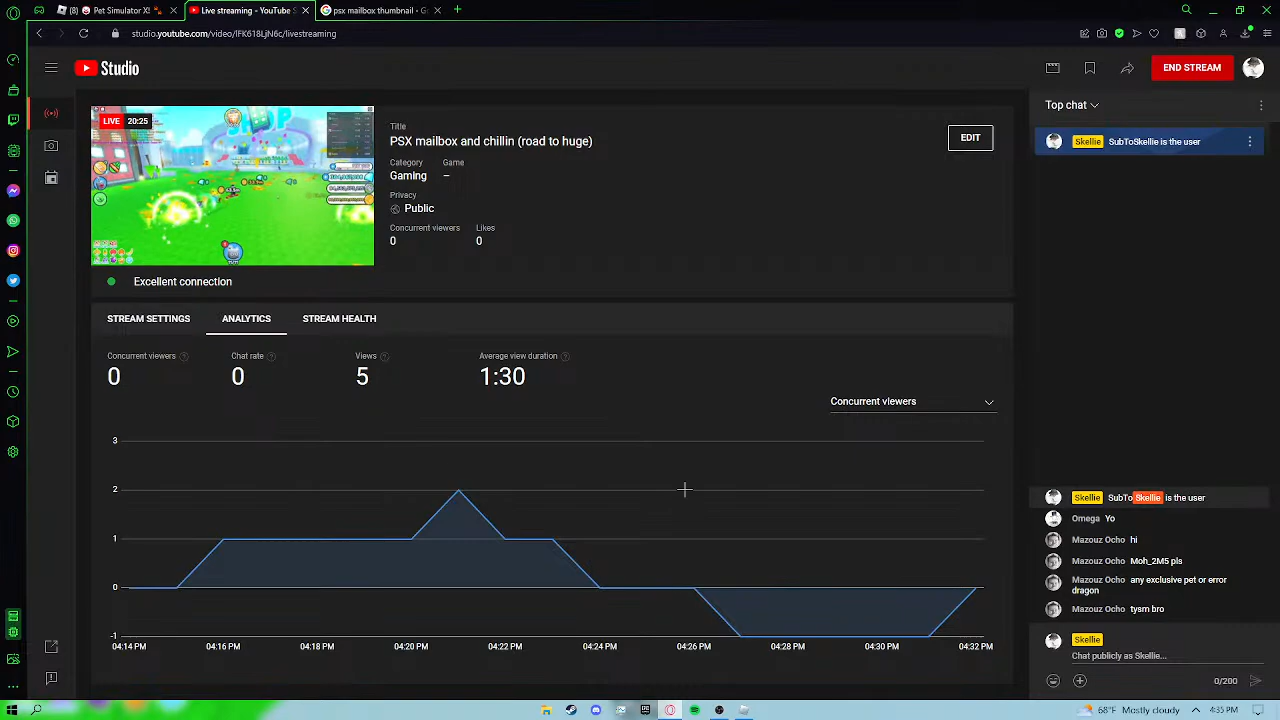 (8) Pet Simulator X!
Live streaming - YouTube S
psx mailbox thumbnail - G
studio.youtube.com/video/IFK618LjN6c/livestreaming
Studio
END STREAM
LIVE 20:25
Title
PSX mailbox and chillin (road to huge)
EDIT
Category Game
Gaming –
Privacy
Public
Concurrent viewers Likes
0 0
Excellent connection
STREAM SETTINGS ANALYTICS STREAM HEALTH
Concurrent viewers Chat rate Views Average view duration
0 0 5 1:30
Concurrent viewers
3
2
1
0
-1
04:14 PM 04:16 PM 04:18 PM 04:20 PM 04:22 PM 04:24 PM 04:26 PM 04:28 PM 04:30 PM 04:32 PM
Top chat
Skellie SubToSkellie is the user
Skellie SubToSkellie is the user
Omega Yo
Mazouz Ocho hi
Mazouz Ocho Moh_2M5 pls
Mazouz Ocho any exclusive pet or error
dragon
Mazouz Ocho tysm bro
Skellie
Chat publicly as Skellie...
0/200
68°F Mostly cloudy 4:35 PM